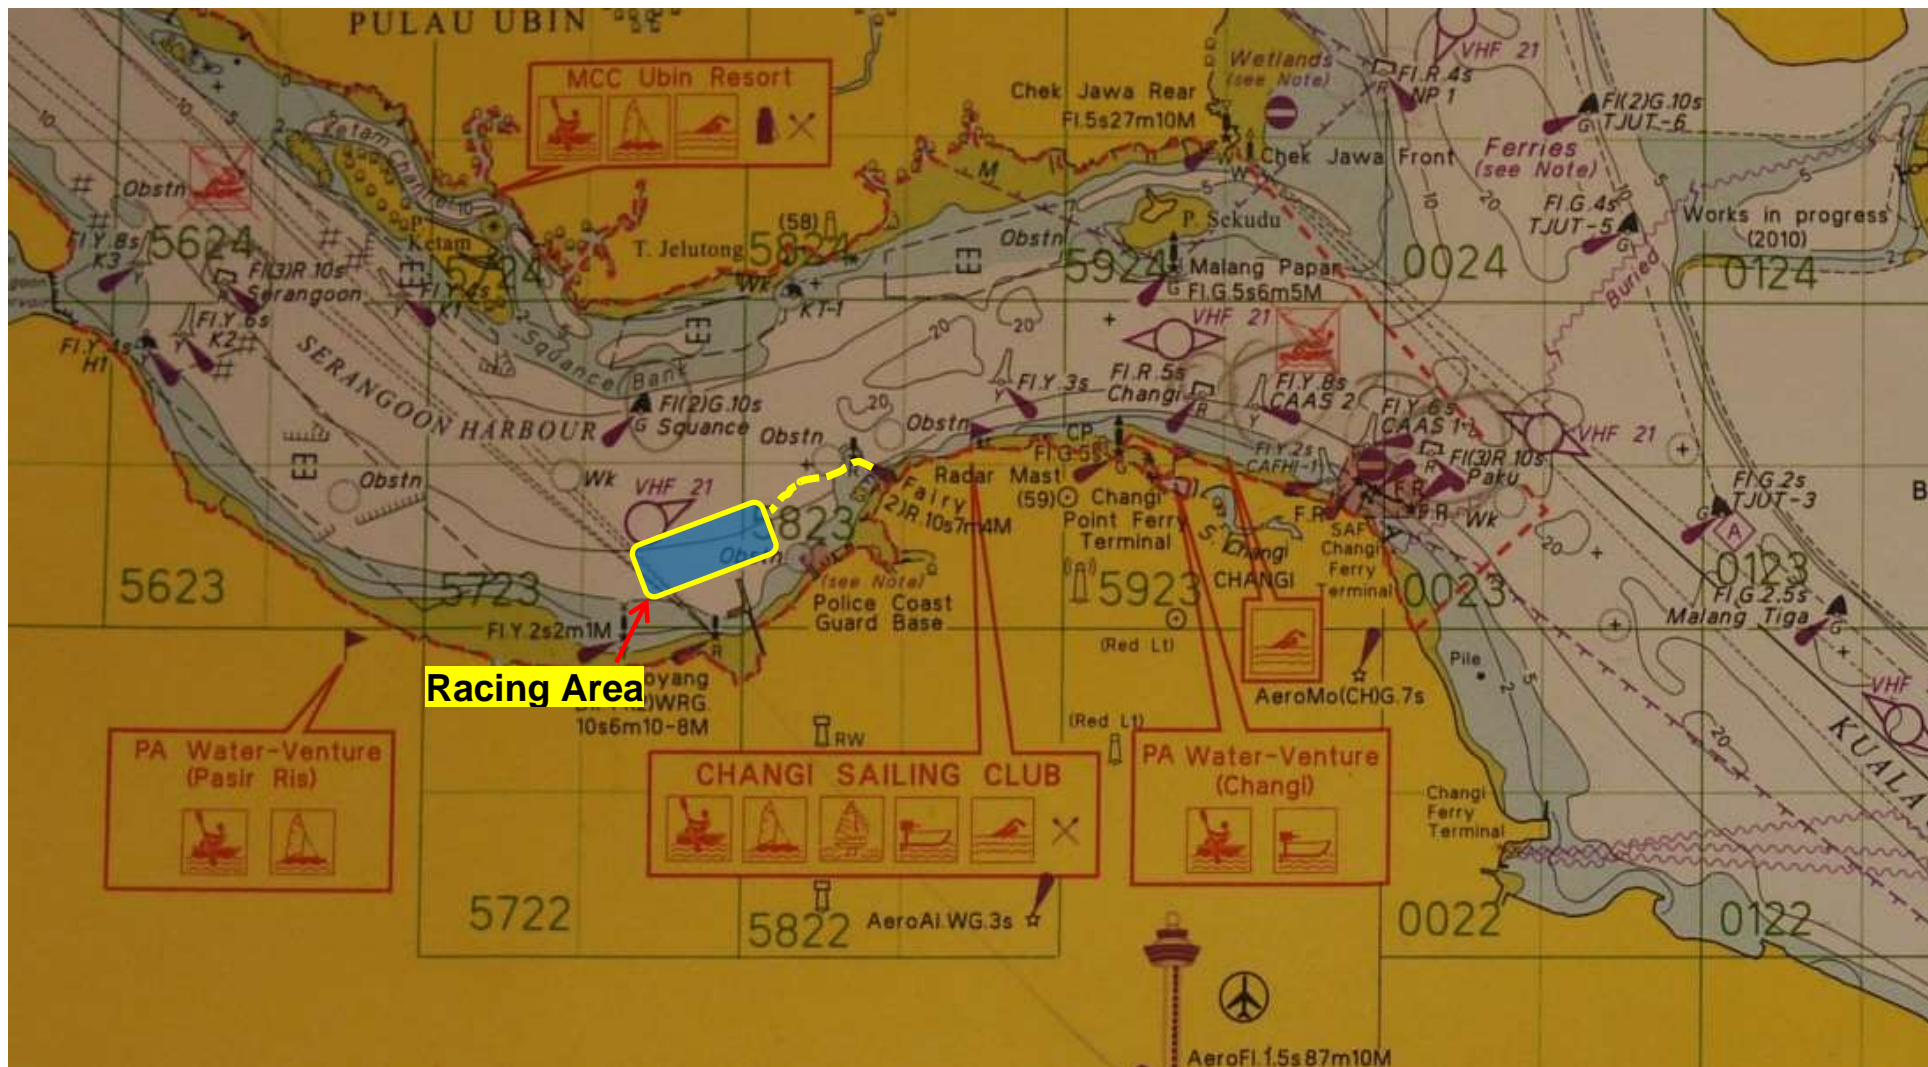 PULAU UBIN
MCC Ubin Resort
Wetlands
(see Note)
VHF 21
Fl.R.4s
NP 1
Chek Jawa Rear
Fl.5s27m10M
Fl(2)G.10s
TJUT-6
G
Ketam Channel
Chek Jawa Front
Ferries
(see Note)
M
W
W
Obstn
P.
Ketam
T. Jelutong
(58)
P. Sekudu
Fl.G.4s
TJUT-5
G
Works in progress
(2010)
5624
5724
5824
5924
0024
0124
Obstn
Fl.Y.8s
K3
Y
Fl(3)R.10s
Serangoon
Fl.Y.4s
K1
Y
Wk
K1-1
Malang Papan
Fl.G.5s6m5M
G
Buried
Fl.Y.6s
K2
Y
Fl.Y.4s
H1
VHF 21
Squance Bank
SERANGOON HARBOUR
Fl(2)G.10s
Squance
G
Fl.Y.3s
Y
Fl.R.5s
Changi
R
Fl.Y.8s
CAAS 2
Y
Fl.Y.6s
CAAS 1
VHF 21
Obstn
Obstn
CP
Fl.G.5s
G
Fl.Y.2s
CAFHI-1
Fl(3)R.10s
Paku
R
Obstn
Wk
VHF 21
Fairy
Fl(2)R.10s7m4M
Radar Mast
(59)
Changi
Point Ferry
Terminal
F.R
F.R
F.R
Wk
Fl.G.2s
TJUT-3
G
A
B
5823
Obstn
S. Changi
CHANGI
SAF
Changi
Ferry
Terminal
5623
5723
(see Note)
Police Coast
Guard Base
5923
0023
0123
Fl.G.2.5s
Malang Tiga
G
Fl.Y.2s2m1M
R
(Red Lt)
Pile
Racing Area
oyang
WRG.
10s6m10-8M
AeroMo(CH)G.7s
VHF
RW
(Red Lt)
KUALA
PA Water-Venture
(Pasir Ris)
CHANGI SAILING CLUB
PA Water-Venture
(Changi)
Changi
Ferry
Terminal
5722
5822
AeroAl.WG.3s
0022
0122
AeroFl.1.5s87m10M